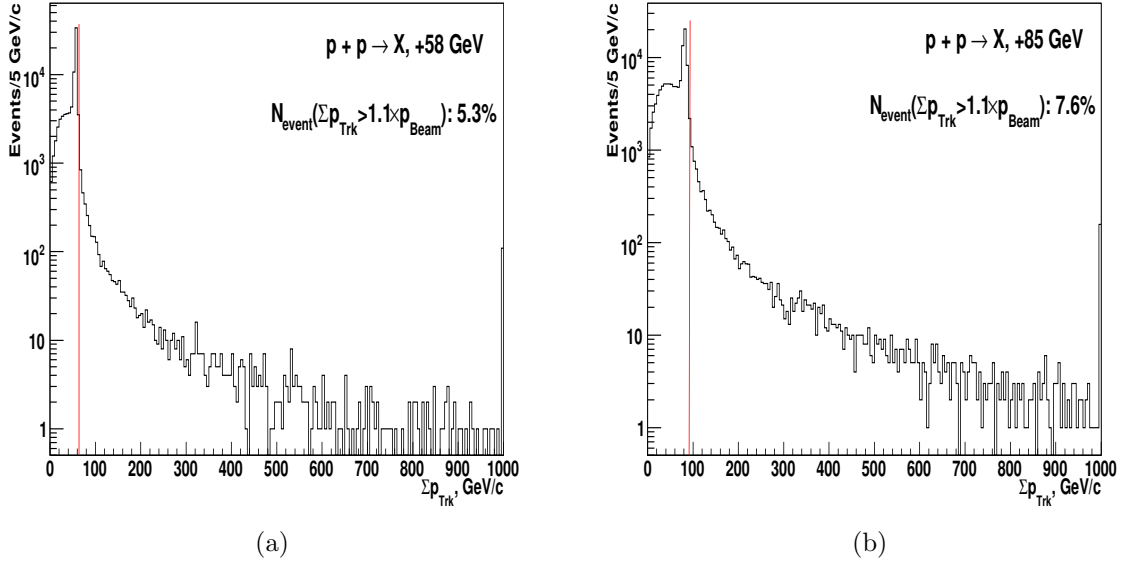 Events/5 GeV/c
p + p → X, +58 GeV
N_event(Σp_Trk>1.1×p_Beam): 5.3%
10^4
10^3
10^2
10
1
0 100 200 300 400 500 600 700 800 900 1000
Σp_Trk, GeV/c
(a)
Events/5 GeV/c
p + p → X, +85 GeV
N_event(Σp_Trk>1.1×p_Beam): 7.6%
10^4
10^3
10^2
10
1
0 100 200 300 400 500 600 700 800 900 1000
Σp_Trk, GeV/c
(b)